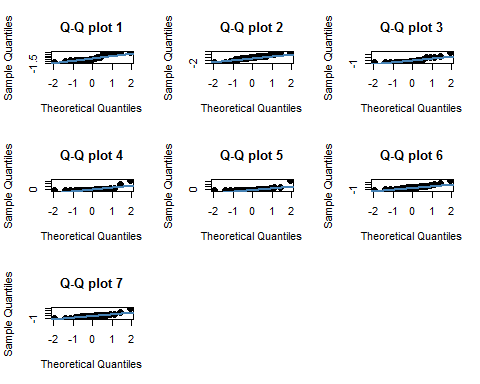 Q-Q plot 1
Sample Quantiles
-1.5
-2 -1 0 1 2
Theoretical Quantiles
Q-Q plot 2
Sample Quantiles
-2
-2 -1 0 1 2
Theoretical Quantiles
Q-Q plot 3
Sample Quantiles
-1
-2 -1 0 1 2
Theoretical Quantiles
Q-Q plot 4
Sample Quantiles
0
-2 -1 0 1 2
Theoretical Quantiles
Q-Q plot 5
Sample Quantiles
0
-2 -1 0 1 2
Theoretical Quantiles
Q-Q plot 6
Sample Quantiles
-1
-2 -1 0 1 2
Theoretical Quantiles
Q-Q plot 7
Sample Quantiles
-1
-2 -1 0 1 2
Theoretical Quantiles